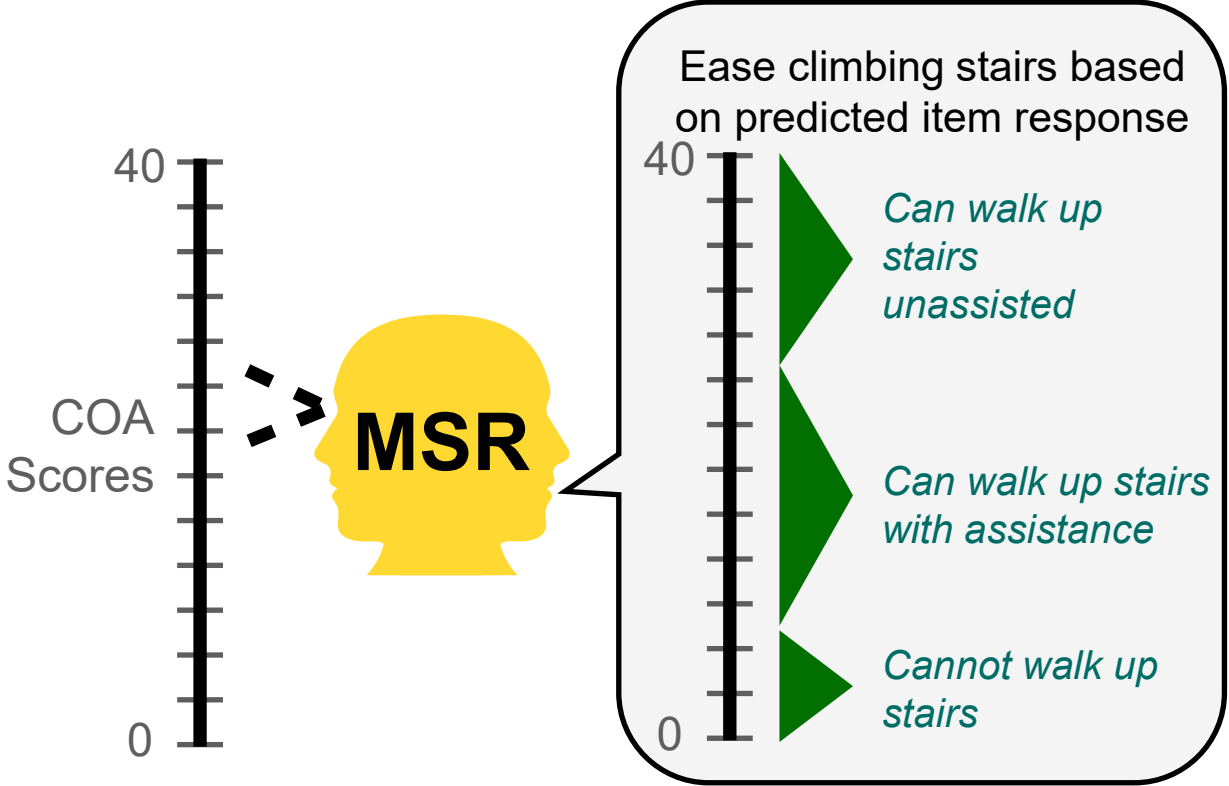 40
COA
Scores
0
MSR
Ease climbing stairs based
on predicted item response
40
Can walk up
stairs
unassisted
Can walk up stairs
with assistance
Cannot walk up
stairs
0